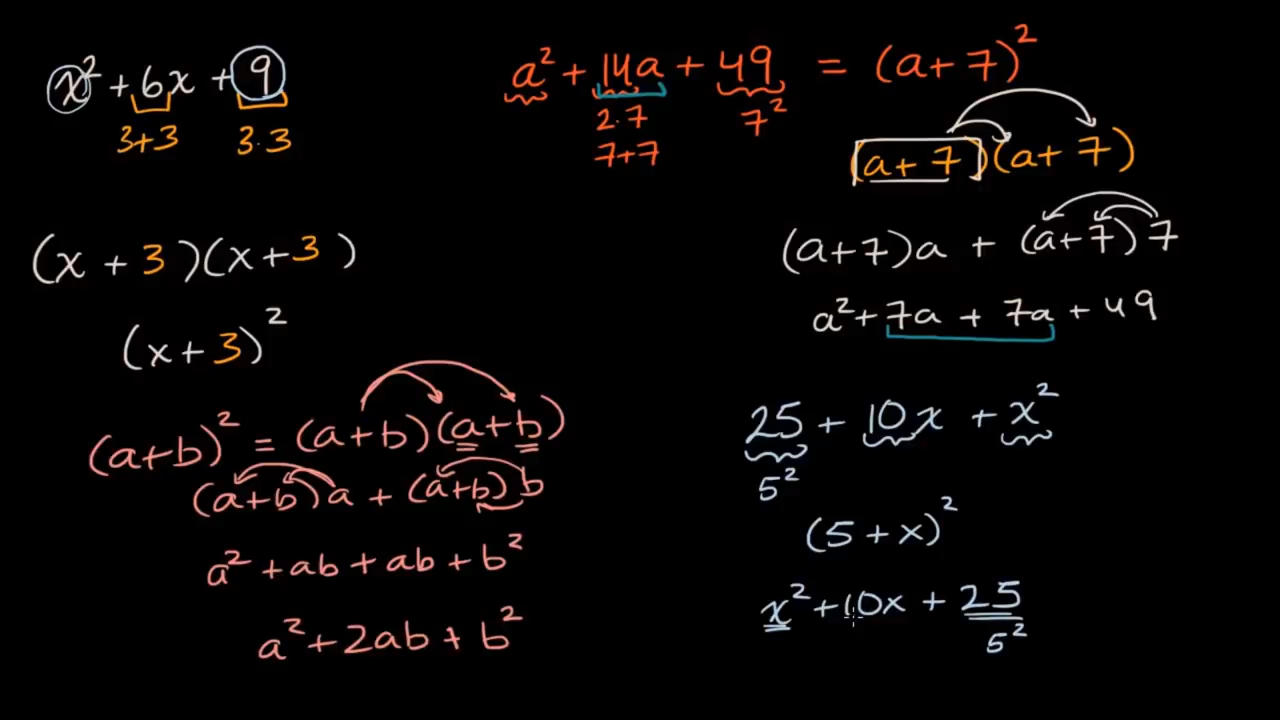 x² + 6x + 9
3+3 3·3
(x + 3)(x + 3)
(x + 3)²
(a+b)² = (a+b)(a+b)
(a+b)a + (a+b)b
a² + ab + ab + b²
a² + 2ab + b²
a² + 14a + 49 = (a+7)²
2·7 7²
7+7
(a+7)(a+7)
(a+7)a + (a+7)7
a² + 7a + 7a + 49
25 + 10x + x²
5²
(5 + x)²
x² + 10x + 25
5²